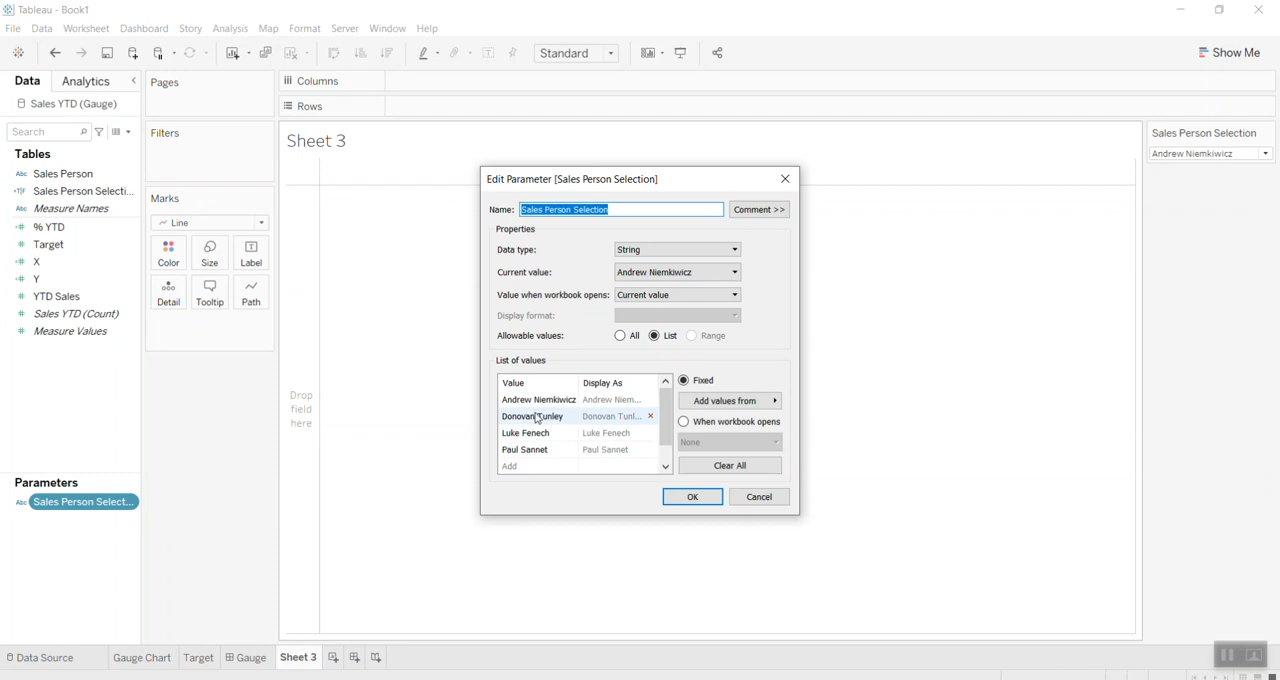 Tableau - Book1
File Data Worksheet Dashboard Story Analysis Map Format Server Window Help
Standard
Show Me
Data Analytics
Pages
Columns
Sales YTD (Gauge)
Rows
Search
Filters
Sheet 3
Sales Person Selection
Andrew Niemkiwicz
Tables
Abc Sales Person
=T|F Sales Person Selecti...
Abc Measure Names
# % YTD
# Target
# X
# Y
# YTD Sales
# Sales YTD (Count)
# Measure Values
Marks
Line
Color Size Label
Detail Tooltip Path
Drop
field
here
Edit Parameter [Sales Person Selection]
Name: Sales Person Selection Comment >>
Properties
Data type: String
Current value: Andrew Niemkiwicz
Value when workbook opens: Current value
Display format:
Allowable values: All List Range
List of values
Value Display As
Andrew Niemkiwicz Andrew Niem...
Donovan Tunley Donovan Tunl...
Luke Fenech Luke Fenech
Paul Sannet Paul Sannet
Add
Fixed
Add values from
When workbook opens
None
Clear All
OK Cancel
Parameters
Abc Sales Person Select...
Data Source Gauge Chart Target Gauge Sheet 3